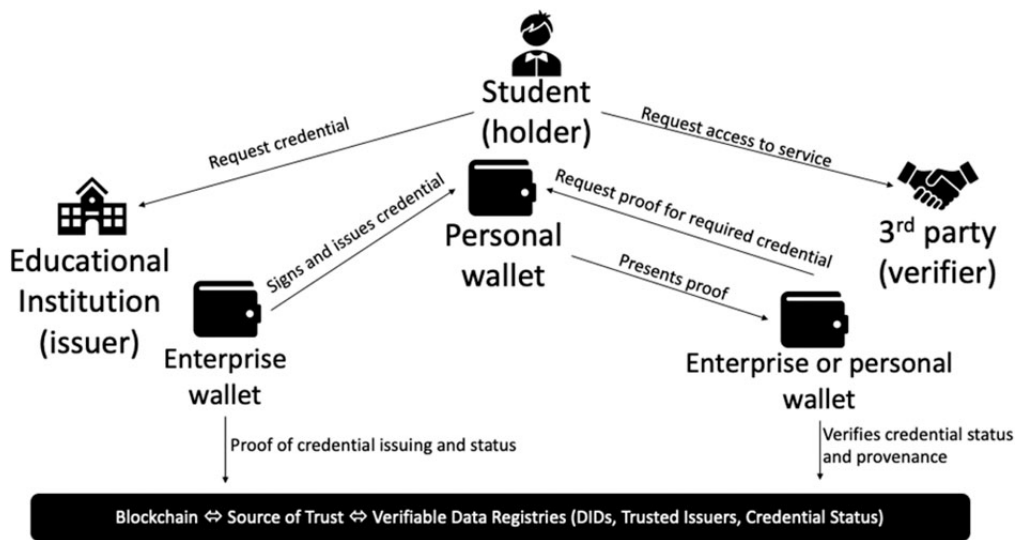 Student
(holder)
Request credential
Request access to service
Educational
Institution
(issuer)
Signs and issues credential
Personal
wallet
Request proof for required credential
Presents proof
3rd party
(verifier)
Enterprise
wallet
Enterprise or personal
wallet
Proof of credential issuing and status
Verifies credential status
and provenance
Blockchain ⇔ Source of Trust ⇔ Verifiable Data Registries (DIDs, Trusted Issuers, Credential Status)